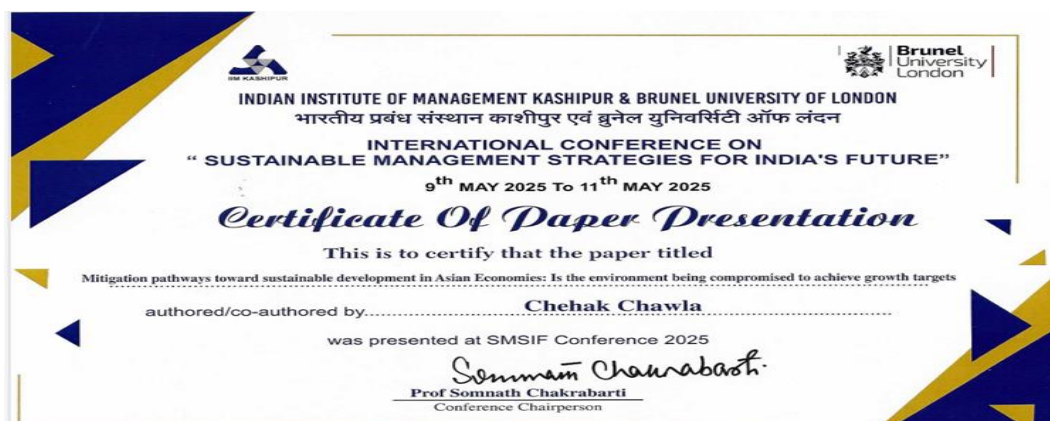 IIM KASHIPUR
Brunel
University
London
INDIAN INSTITUTE OF MANAGEMENT KASHIPUR & BRUNEL UNIVERSITY OF LONDON
भारतीय प्रबंध संस्थान काशीपुर एवं ब्रुनेल युनिवर्सिटी ऑफ लंदन
INTERNATIONAL CONFERENCE ON
“ SUSTAINABLE MANAGEMENT STRATEGIES FOR INDIA'S FUTURE”
9th MAY 2025 To 11th MAY 2025
Certificate Of Paper Presentation
This is to certify that the paper titled
Mitigation pathways toward sustainable development in Asian Economies: Is the environment being compromised to achieve growth targets
authored/co-authored by Chehak Chawla
was presented at SMSIF Conference 2025
Somnath Chakrabarti
Prof Somnath Chakrabarti
Conference Chairperson